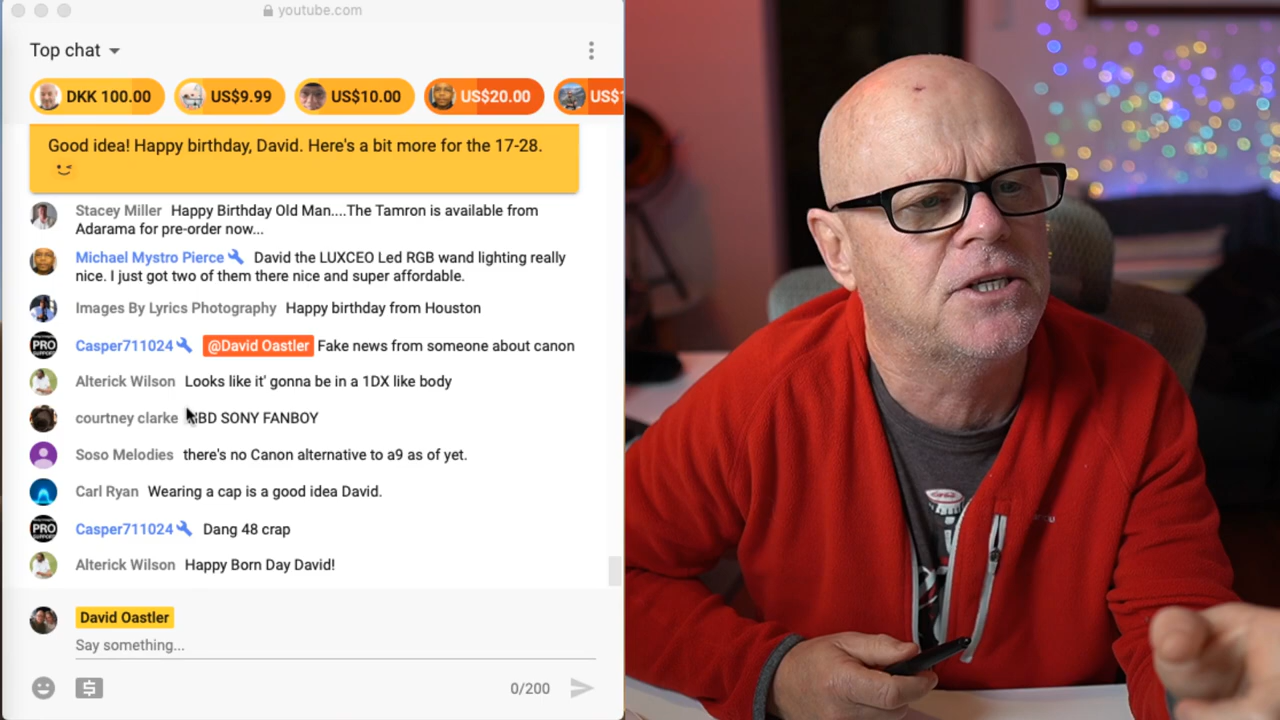 youtube.com
Top chat
DKK 100.00
US$9.99
US$10.00
US$20.00
US$
Good idea! Happy birthday, David. Here's a bit more for the 17-28.
Stacey Miller Happy Birthday Old Man....The Tamron is available from
Adarama for pre-order now...
Michael Mystro Pierce David the LUXCEO Led RGB wand lighting really
nice. I just got two of them there nice and super affordable.
Images By Lyrics Photography Happy birthday from Houston
PRO
Casper711024 @David Oastler Fake news from someone about canon
Alterick Wilson Looks like it' gonna be in a 1DX like body
courtney clarke HBD SONY FANBOY
Soso Melodies there's no Canon alternative to a9 as of yet.
Carl Ryan Wearing a cap is a good idea David.
PRO
Casper711024 Dang 48 crap
Alterick Wilson Happy Born Day David!
David Oastler
Say something...
0/200